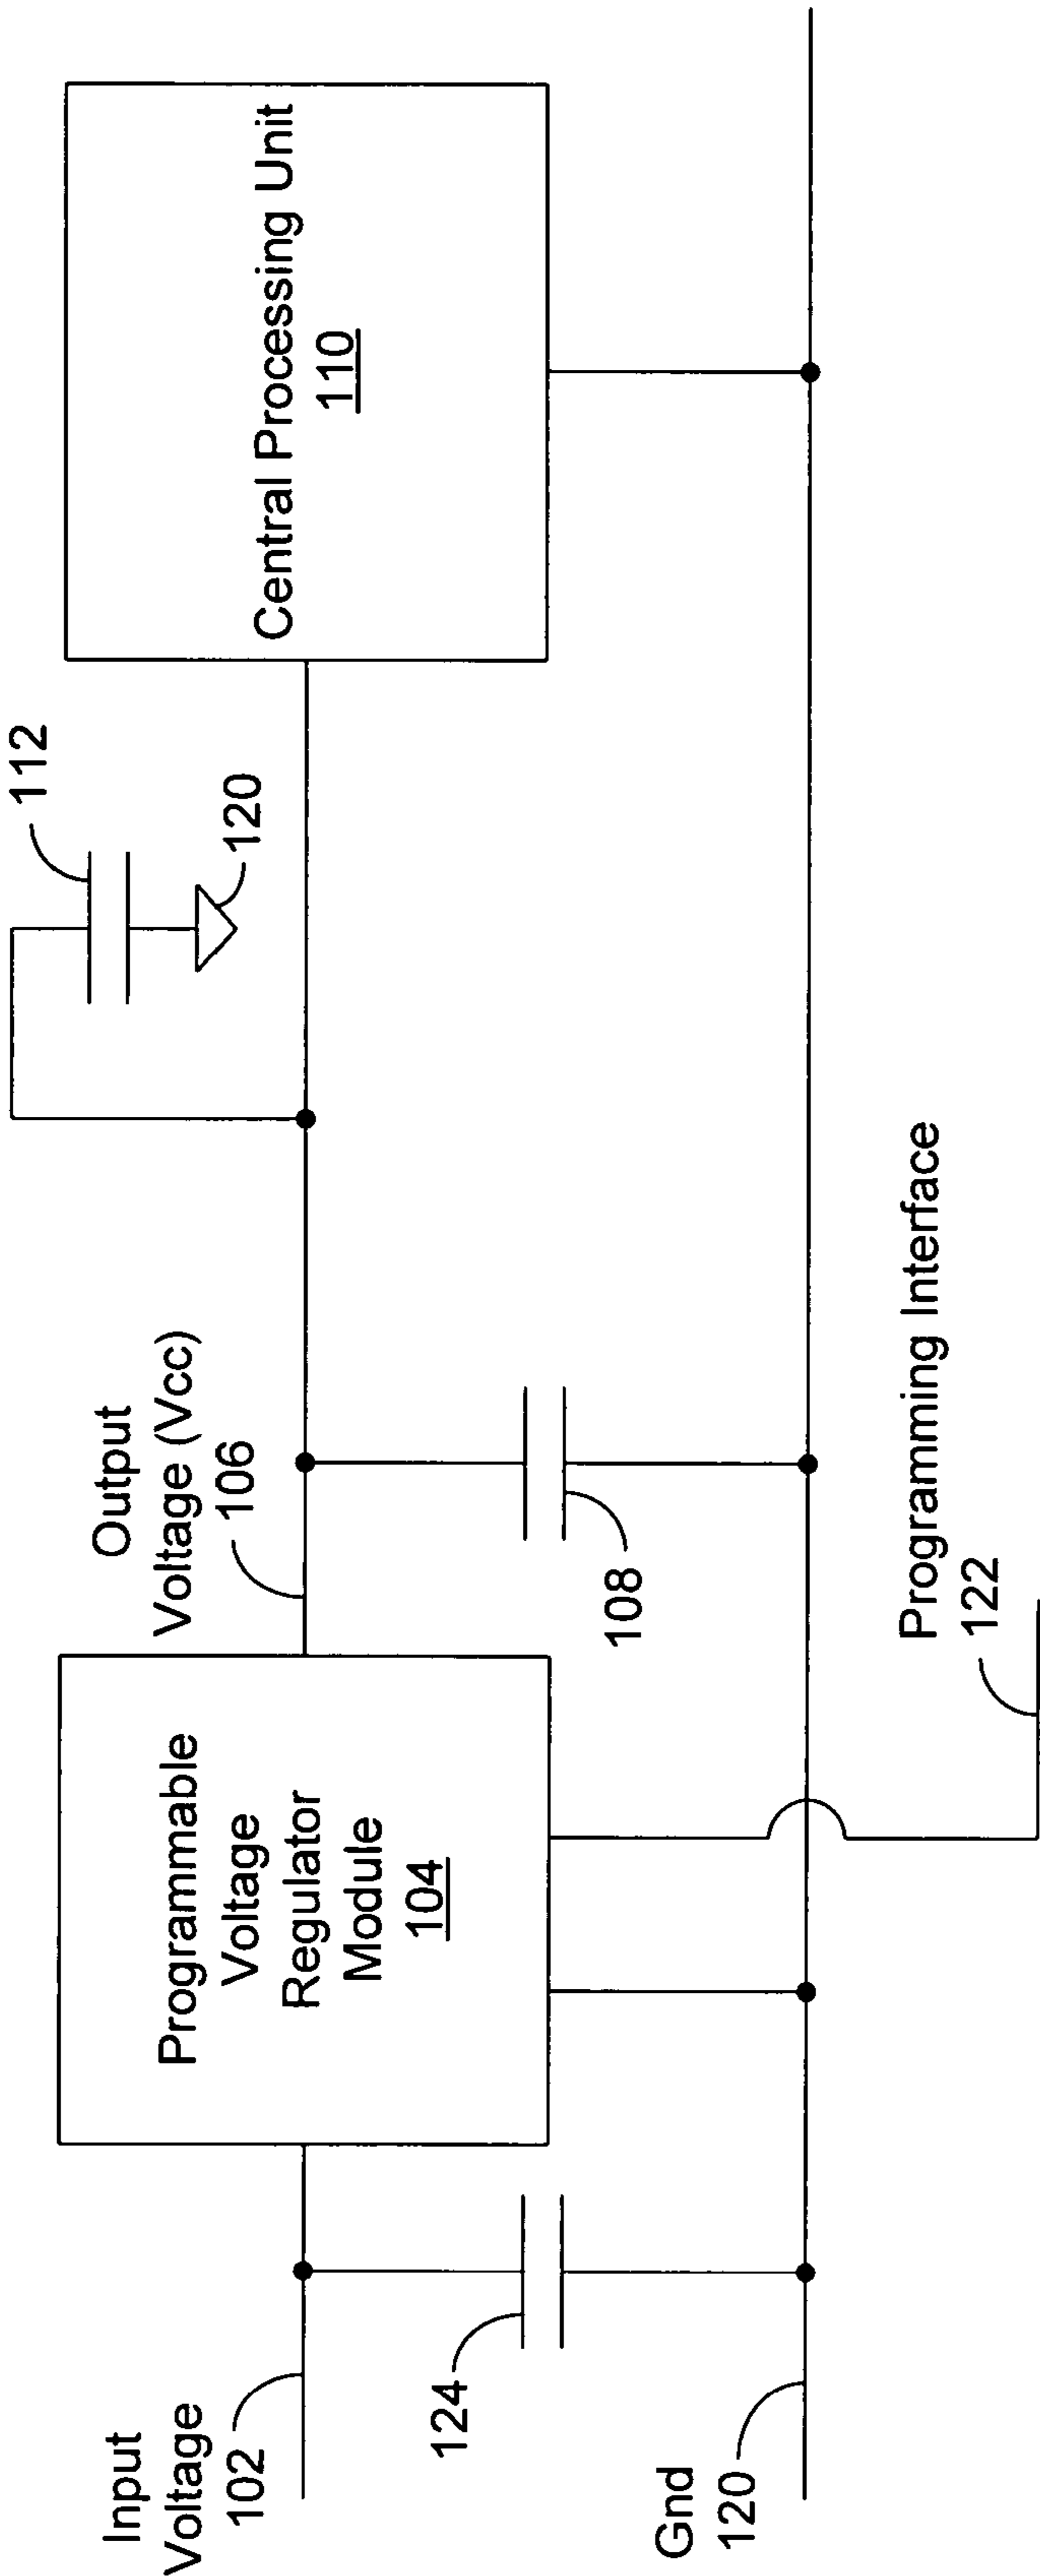 Input
Voltage
102
124
Gnd
120
Programmable
Voltage
Regulator
Module
104
Output
Voltage (Vcc)
106
108
Programming Interface
122
112
120
Central Processing Unit
110